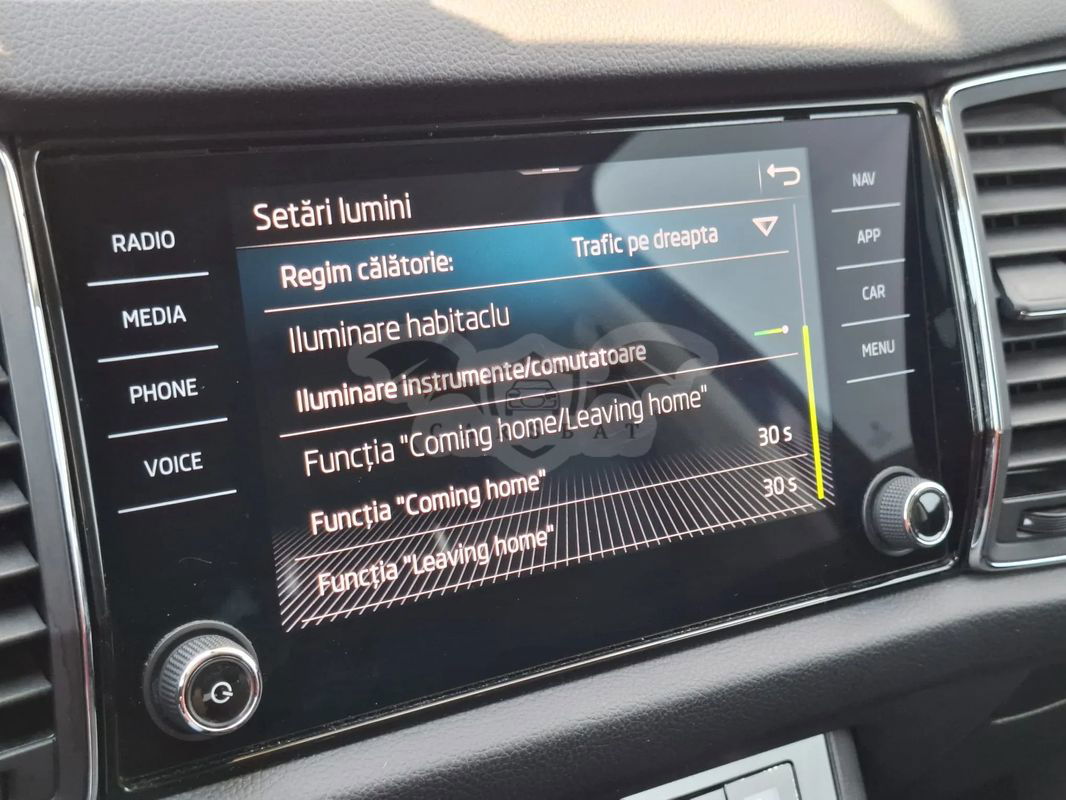 Setări lumini
Regim călătorie: Trafic pe dreapta
Iluminare habitaclu
Iluminare instrumente/comutatoare
Funcția "Coming home/Leaving home"
Funcția "Coming home" 30 s
Funcția "Leaving home" 30 s
RADIO
MEDIA
PHONE
VOICE
NAV
APP
CAR
MENU
CARSBAT